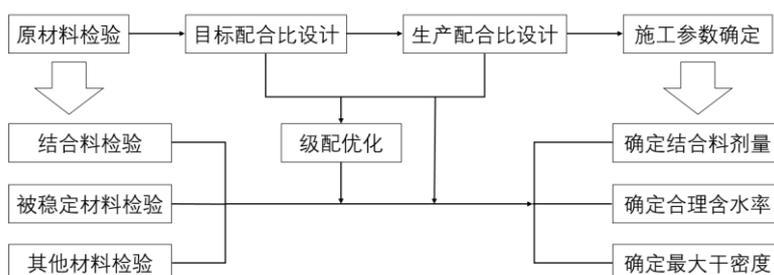 原材料检验
目标配合比设计
生产配合比设计
施工参数确定
结合料检验
级配优化
确定结合料剂量
被稳定材料检验
确定合理含水率
其他材料检验
确定最大干密度